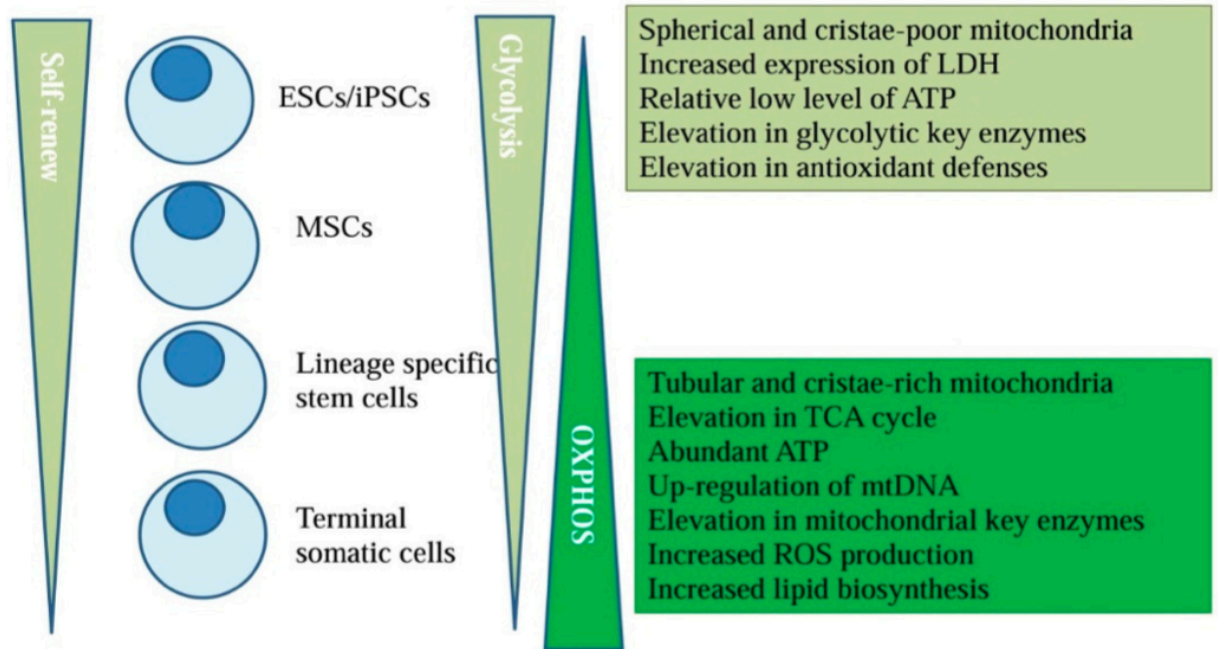 Self-renew
ESCs/iPSCs
MSCs
Lineage specific
stem cells
Terminal
somatic cells
Glycolysis
OXPHOS
Spherical and cristae-poor mitochondria
Increased expression of LDH
Relative low level of ATP
Elevation in glycolytic key enzymes
Elevation in antioxidant defenses
Tubular and cristae-rich mitochondria
Elevation in TCA cycle
Abundant ATP
Up-regulation of mtDNA
Elevation in mitochondrial key enzymes
Increased ROS production
Increased lipid biosynthesis